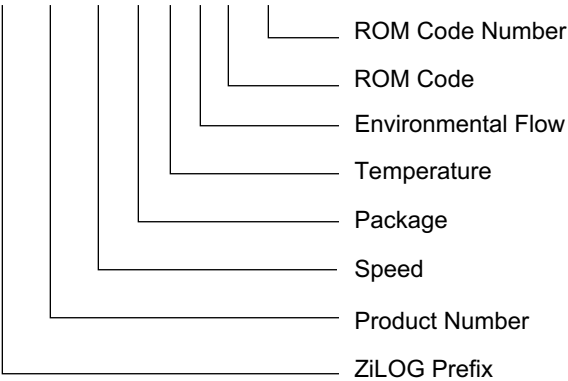 ROM Code Number
ROM Code
Environmental Flow
Temperature
Package
Speed
Product Number
ZiLOG Prefix